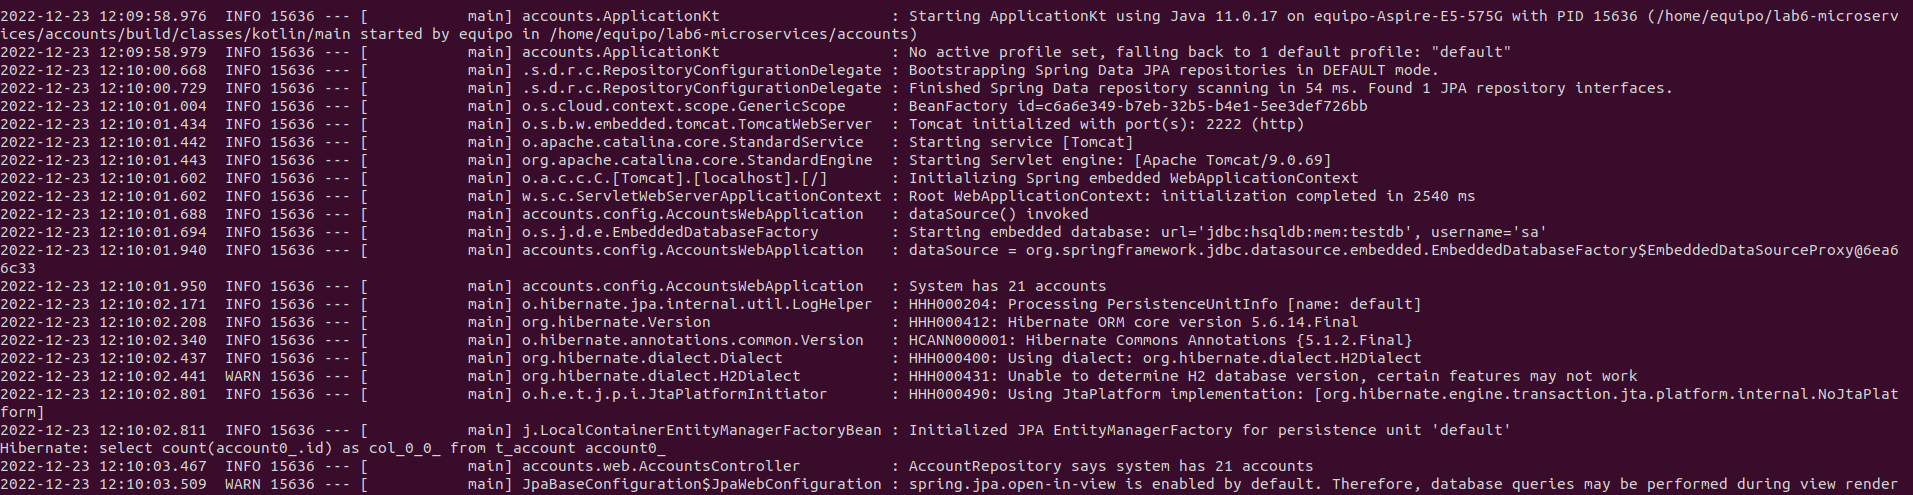 2022-12-23 12:09:58.976  INFO 15636 --- [           main] accounts.ApplicationKt                   : Starting ApplicationKt using Java 11.0.17 on equipo-Aspire-E5-575G with PID 15636 (/home/equipo/lab6-microserv
ices/accounts/build/classes/kotlin/main started by equipo in /home/equipo/lab6-microservices/accounts)
2022-12-23 12:09:58.979  INFO 15636 --- [           main] accounts.ApplicationKt                   : No active profile set, falling back to 1 default profile: "default"
2022-12-23 12:10:00.668  INFO 15636 --- [           main] .s.d.r.c.RepositoryConfigurationDelegate : Bootstrapping Spring Data JPA repositories in DEFAULT mode.
2022-12-23 12:10:00.729  INFO 15636 --- [           main] .s.d.r.c.RepositoryConfigurationDelegate : Finished Spring Data repository scanning in 54 ms. Found 1 JPA repository interfaces.
2022-12-23 12:10:01.004  INFO 15636 --- [           main] o.s.cloud.context.scope.GenericScope     : BeanFactory id=c6a6e349-b7eb-32b5-b4e1-5ee3def726bb
2022-12-23 12:10:01.434  INFO 15636 --- [           main] o.s.b.w.embedded.tomcat.TomcatWebServer  : Tomcat initialized with port(s): 2222 (http)
2022-12-23 12:10:01.442  INFO 15636 --- [           main] o.apache.catalina.core.StandardService   : Starting service [Tomcat]
2022-12-23 12:10:01.443  INFO 15636 --- [           main] org.apache.catalina.core.StandardEngine  : Starting Servlet engine: [Apache Tomcat/9.0.69]
2022-12-23 12:10:01.602  INFO 15636 --- [           main] o.a.c.c.C.[Tomcat].[localhost].[/]       : Initializing Spring embedded WebApplicationContext
2022-12-23 12:10:01.602  INFO 15636 --- [           main] w.s.c.ServletWebServerApplicationContext : Root WebApplicationContext: initialization completed in 2540 ms
2022-12-23 12:10:01.688  INFO 15636 --- [           main] accounts.config.AccountsWebApplication   : dataSource() invoked
2022-12-23 12:10:01.694  INFO 15636 --- [           main] o.s.j.d.e.EmbeddedDatabaseFactory        : Starting embedded database: url='jdbc:hsqldb:mem:testdb', username='sa'
2022-12-23 12:10:01.940  INFO 15636 --- [           main] accounts.config.AccountsWebApplication   : dataSource = org.springframework.jdbc.datasource.embedded.EmbeddedDatabaseFactory$EmbeddedDataSourceProxy@6ea6
6c33
2022-12-23 12:10:01.950  INFO 15636 --- [           main] accounts.config.AccountsWebApplication   : System has 21 accounts
2022-12-23 12:10:02.171  INFO 15636 --- [           main] o.hibernate.jpa.internal.util.LogHelper  : HHH000204: Processing PersistenceUnitInfo [name: default]
2022-12-23 12:10:02.208  INFO 15636 --- [           main] org.hibernate.Version                    : HHH000412: Hibernate ORM core version 5.6.14.Final
2022-12-23 12:10:02.340  INFO 15636 --- [           main] o.hibernate.annotations.common.Version   : HCANN000001: Hibernate Commons Annotations {5.1.2.Final}
2022-12-23 12:10:02.437  INFO 15636 --- [           main] org.hibernate.dialect.Dialect            : HHH000400: Using dialect: org.hibernate.dialect.H2Dialect
2022-12-23 12:10:02.441  WARN 15636 --- [           main] org.hibernate.dialect.H2Dialect          : HHH000431: Unable to determine H2 database version, certain features may not work
2022-12-23 12:10:02.801  INFO 15636 --- [           main] o.h.e.t.j.p.i.JtaPlatformInitiator       : HHH000490: Using JtaPlatform implementation: [org.hibernate.engine.transaction.jta.platform.internal.NoJtaPlat
form]
2022-12-23 12:10:02.811  INFO 15636 --- [           main] j.LocalContainerEntityManagerFactoryBean : Initialized JPA EntityManagerFactory for persistence unit 'default'
Hibernate: select count(account0_.id) as col_0_0_ from t_account account0_
2022-12-23 12:10:03.467  INFO 15636 --- [           main] accounts.web.AccountsController          : AccountRepository says system has 21 accounts
2022-12-23 12:10:03.509  WARN 15636 --- [           main] JpaBaseConfiguration$JpaWebConfiguration : spring.jpa.open-in-view is enabled by default. Therefore, database queries may be performed during view render